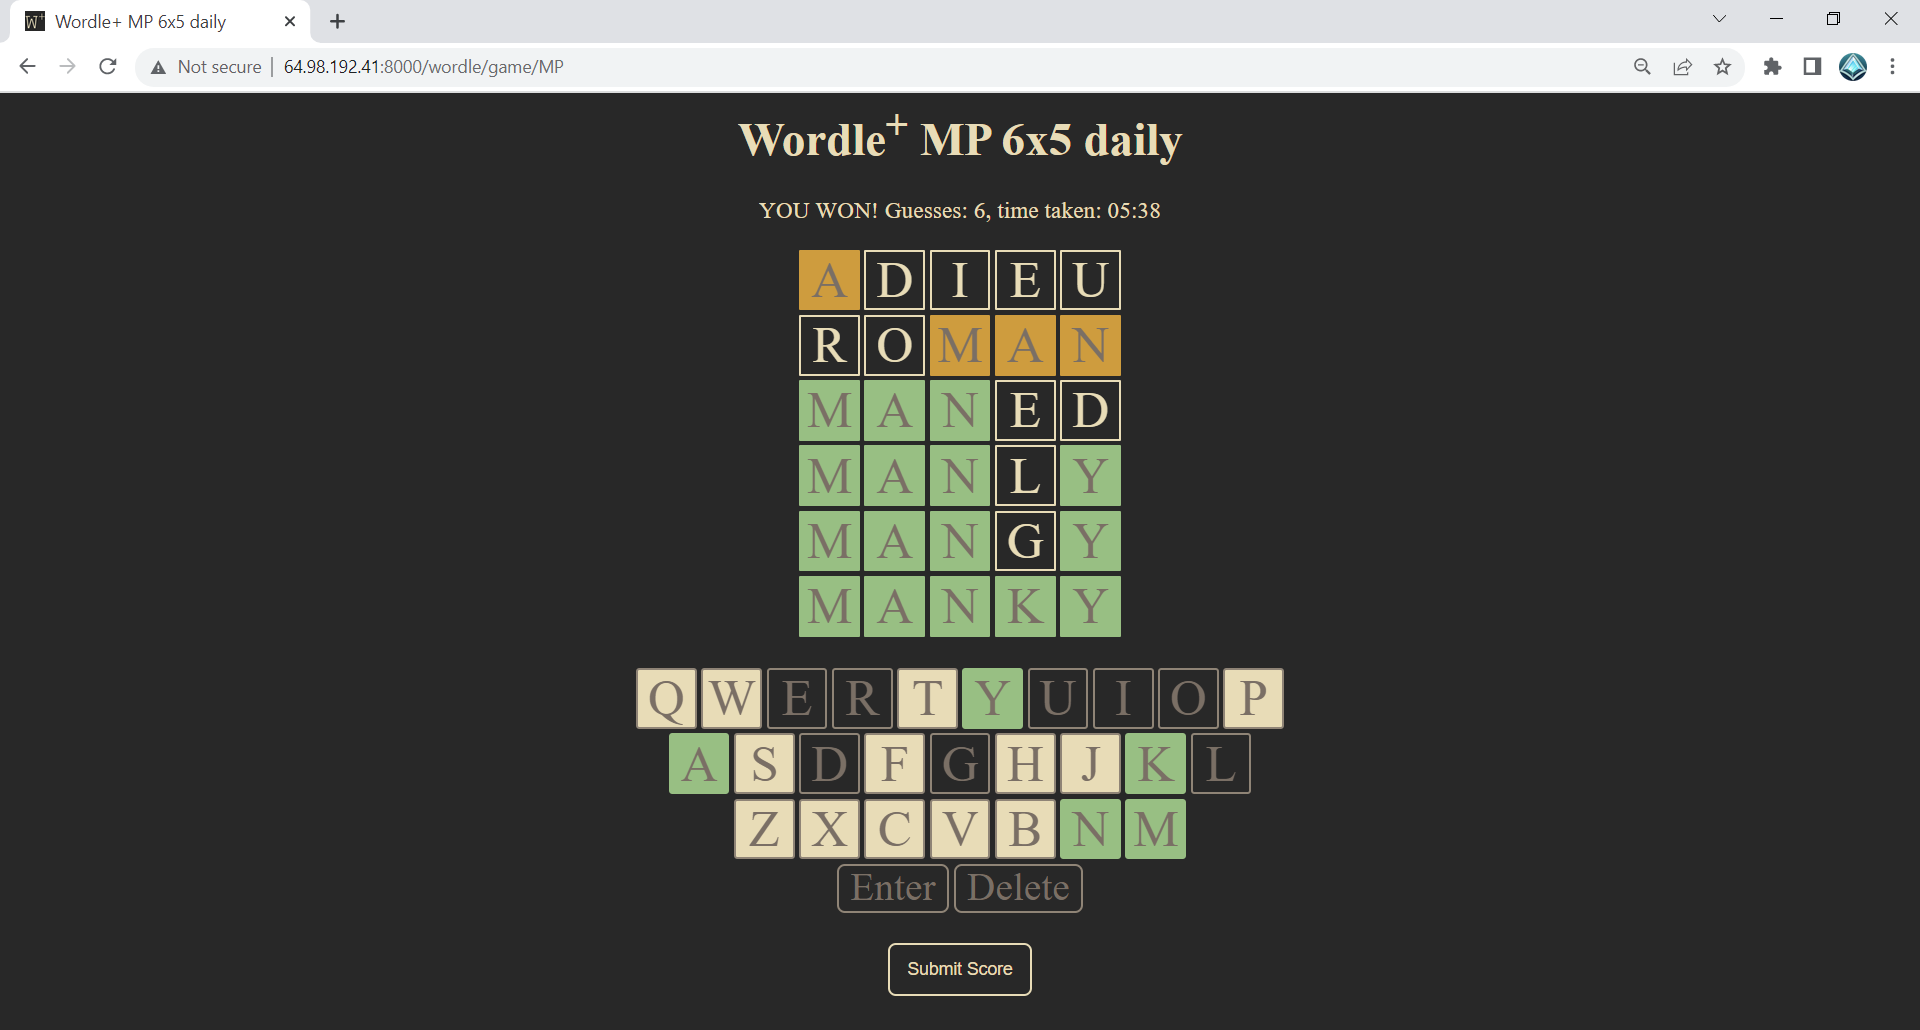 Wordle+ MP 6x5 daily
Not secure | 64.98.192.41:8000/wordle/game/MP
Wordle+ MP 6x5 daily
YOU WON! Guesses: 6, time taken: 05:38
A D I E U
R O M A N
M A N E D
M A N L Y
M A N G Y
M A N K Y
Q W E R T Y U I O P
A S D F G H J K L
Z X C V B N M
Enter Delete
Submit Score